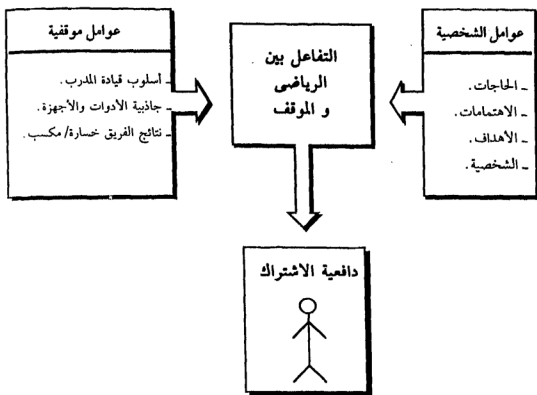 عوامل الشخصية
ـ الحاجات.
ـ الاهتمامات.
ـ الأهداف.
ـ الشخصية.
التفاعل بين
الرياضى
و الموقف
عوامل موقفية
ـ أسلوب قيادة المدرب.
ـ جاذبية الأدوات والأجهزة.
ـ نتائج الفريق خسارة/ مكسب.
دافعية الاشتراك